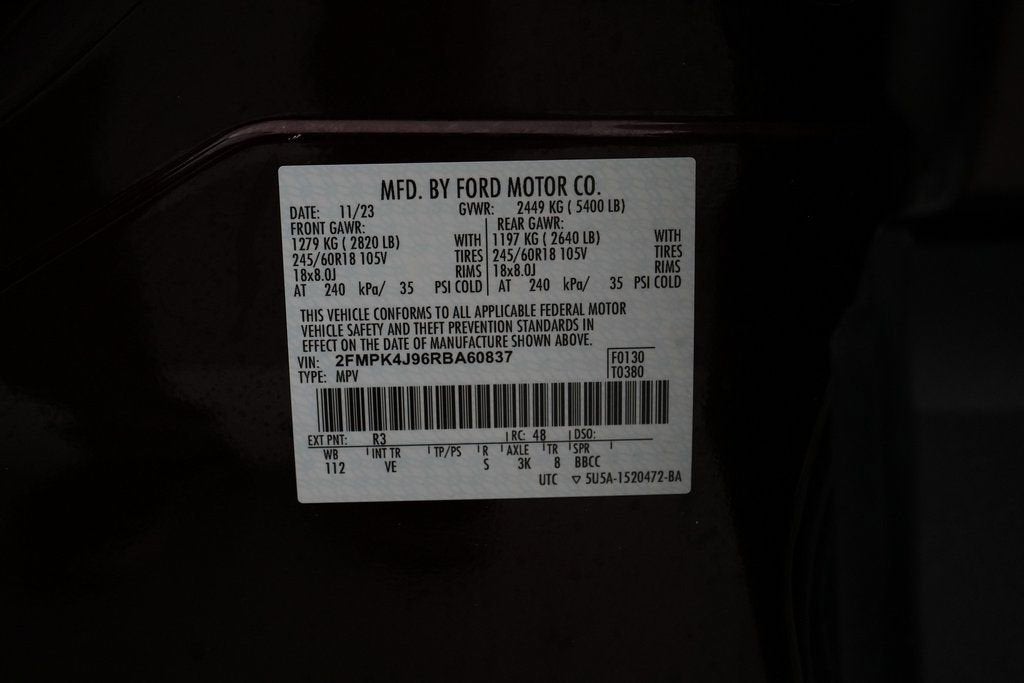 MFD. BY FORD MOTOR CO.
DATE: 11/23 GVWR: 2449 KG ( 5400 LB)
FRONT GAWR: REAR GAWR:
1279 KG ( 2820 LB) WITH 1197 KG ( 2640 LB) WITH
245/60R18 105V TIRES 245/60R18 105V TIRES
18x8.0J RIMS 18x8.0J RIMS
AT 240 kPa/ 35 PSI COLD AT 240 kPa/ 35 PSI COLD
THIS VEHICLE CONFORMS TO ALL APPLICABLE FEDERAL MOTOR
VEHICLE SAFETY AND THEFT PREVENTION STANDARDS IN
EFFECT ON THE DATE OF MANUFACTURE SHOWN ABOVE.
VIN: 2FMPK4J96RBA60837 F0130
TYPE: MPV T0380
EXT PNT: R3 RC: 48 DSO:
WB INT TR TP/PS R AXLE TR SPR
112 VE S 3K 8 BBCC
UTC ▽ 5U5A-1520472-BA